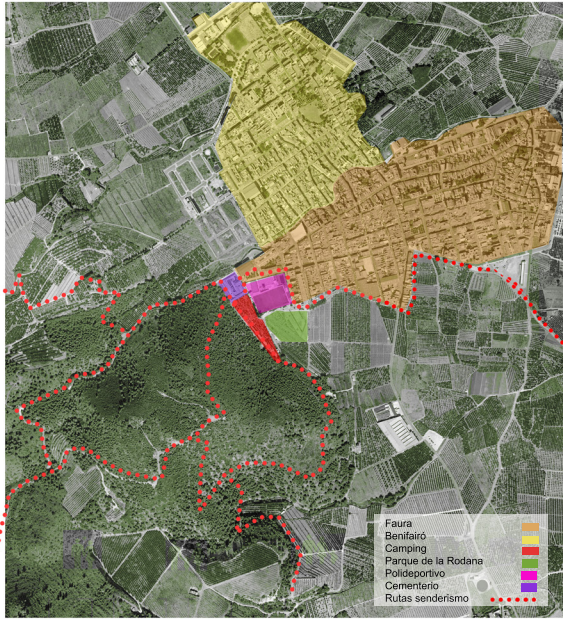 Faura
Benifairó
Camping
Parque de la Rodana
Polideportivo
Cementerio
Rutas senderismo